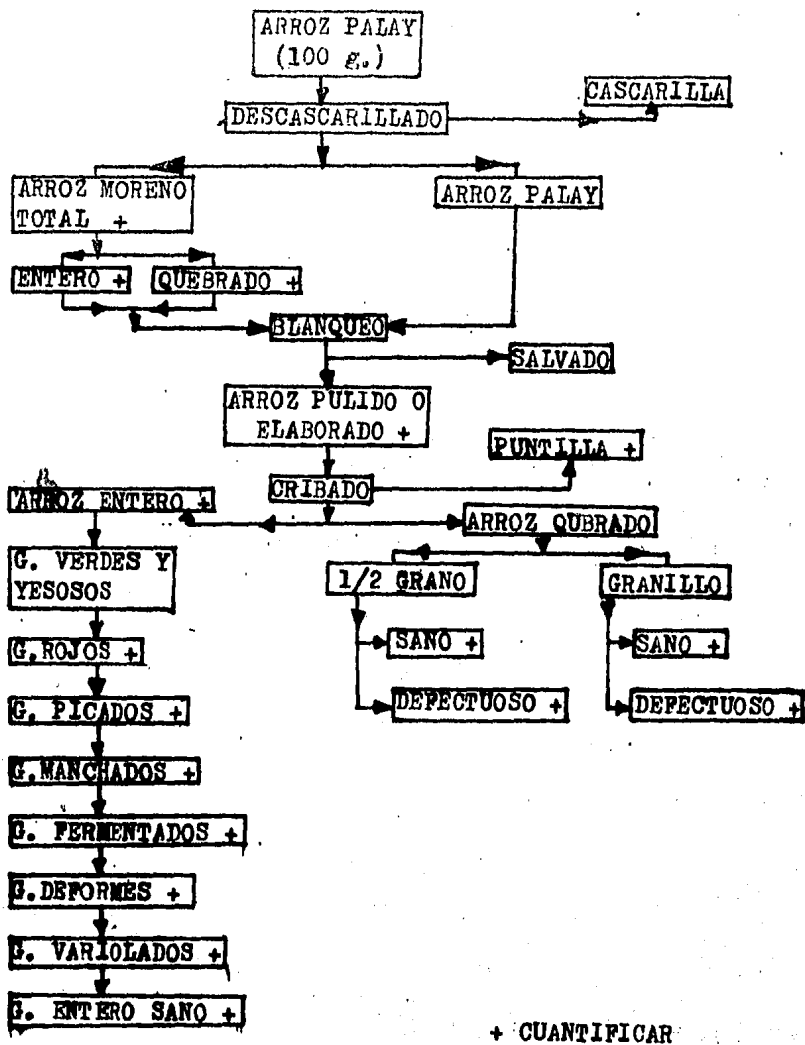 ARROZ PALAY
(100 g.)
CASCARILLA
DESCASCARILLADO
ARROZ MORENO
TOTAL +
ARROZ PALAY
ENTERO +
QUEBRADO +
BLANQUEO
SALVADO
ARROZ PULIDO O
ELABORADO +
PUNTILLA +
CRIBADO
ARROZ ENTERO +
ARROZ QUBRADO
G. VERDES Y
YESOSOS
1/2 GRANO
GRANILLO
G.ROJOS +
SANO +
SANO +
G. PICADOS +
DEFECTUOSO +
DEFECTUOSO +
G.MANCHADOS +
G. FERMENTADOS +
G.DEFORMES +
G. VARIOLADOS +
G. ENTERO SANO +
+ CUANTIFICAR